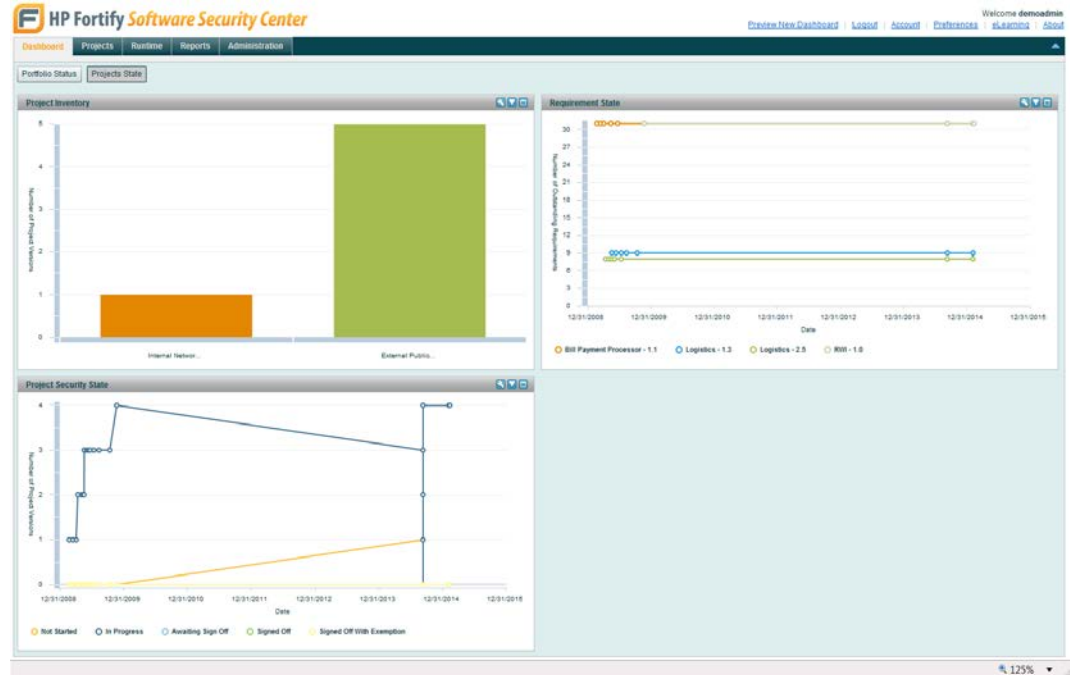 HP Fortify Software Security Center
Welcome demoadmin
Preview New Dashboard | Logout | Account | Preferences | eLearning | About
Dashboard Projects Runtime Reports Administration
Portfolio Status Projects State
Project Inventory
Number of Project Versions
5
4
3
2
1
0
Internal Networ...
External Public...
Requirement State
Number of Outstanding Requirements
30
27
24
21
18
15
12
9
6
3
0
12/31/2008 12/31/2009 12/31/2010 12/31/2011 12/31/2012 12/31/2013 12/31/2014 12/31/2015
Date
Bill Payment Processor - 1.1 Logistics - 1.3 Logistics - 2.5 RWI - 1.0
Project Security State
Number of Project Versions
4
3
2
1
0
12/31/2008 12/31/2009 12/31/2010 12/31/2011 12/31/2012 12/31/2013 12/31/2014 12/31/2015
Date
Not Started In Progress Awaiting Sign Off Signed Off Signed Off With Exemption
125%